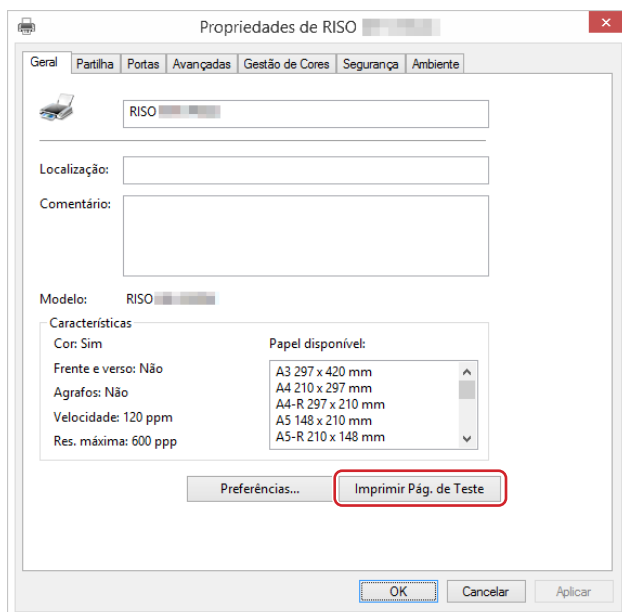 Propriedades de RISO
Geral Partilha Portas Avançadas Gestão de Cores Segurança Ambiente
RISO
Localização:
Comentário:
Modelo: RISO
Características
Cor: Sim
Frente e verso: Não
Agrafos: Não
Velocidade: 120 ppm
Res. máxima: 600 ppp
Papel disponível:
A3 297 x 420 mm
A4 210 x 297 mm
A4-R 297 x 210 mm
A5 148 x 210 mm
A5-R 210 x 148 mm
Preferências... Imprimir Pág. de Teste
OK Cancelar Aplicar